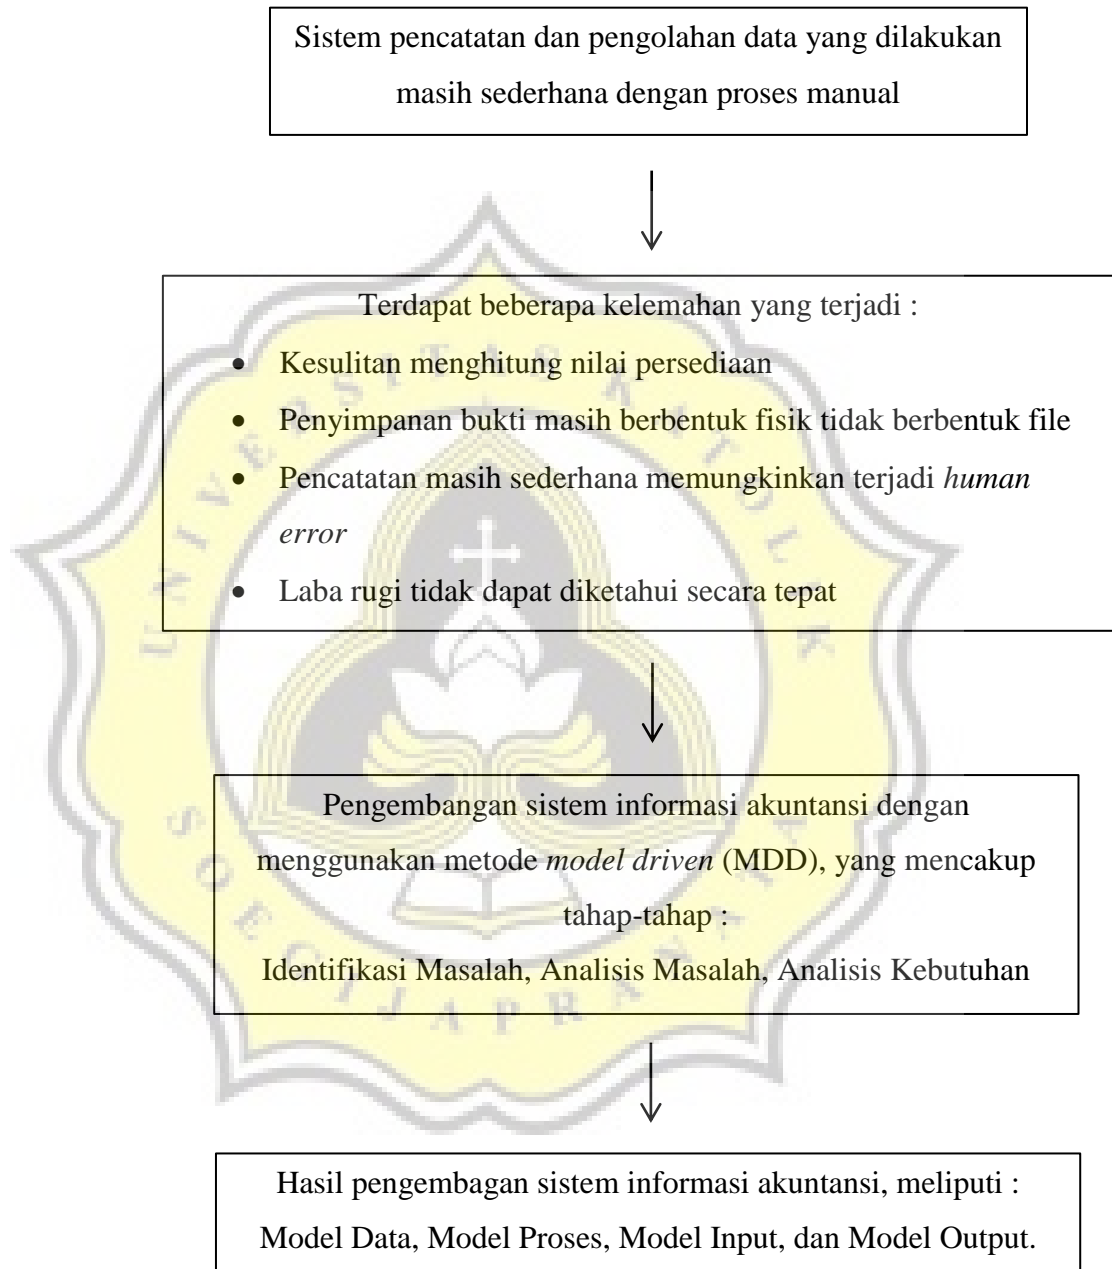 Sistem pencatatan dan pengolahan data yang dilakukan
masih sederhana dengan proses manual
Terdapat beberapa kelemahan yang terjadi :
• Kesulitan menghitung nilai persediaan
• Penyimpanan bukti masih berbentuk fisik tidak berbentuk file
• Pencatatan masih sederhana memungkinkan terjadi human
error
• Laba rugi tidak dapat diketahui secara tepat
Pengembangan sistem informasi akuntansi dengan
menggunakan metode model driven (MDD), yang mencakup
tahap-tahap :
Identifikasi Masalah, Analisis Masalah, Analisis Kebutuhan
Hasil pengembagan sistem informasi akuntansi, meliputi :
Model Data, Model Proses, Model Input, dan Model Output.
UNIVERSITAS KATOLIK
SOEGIJAPRANATA